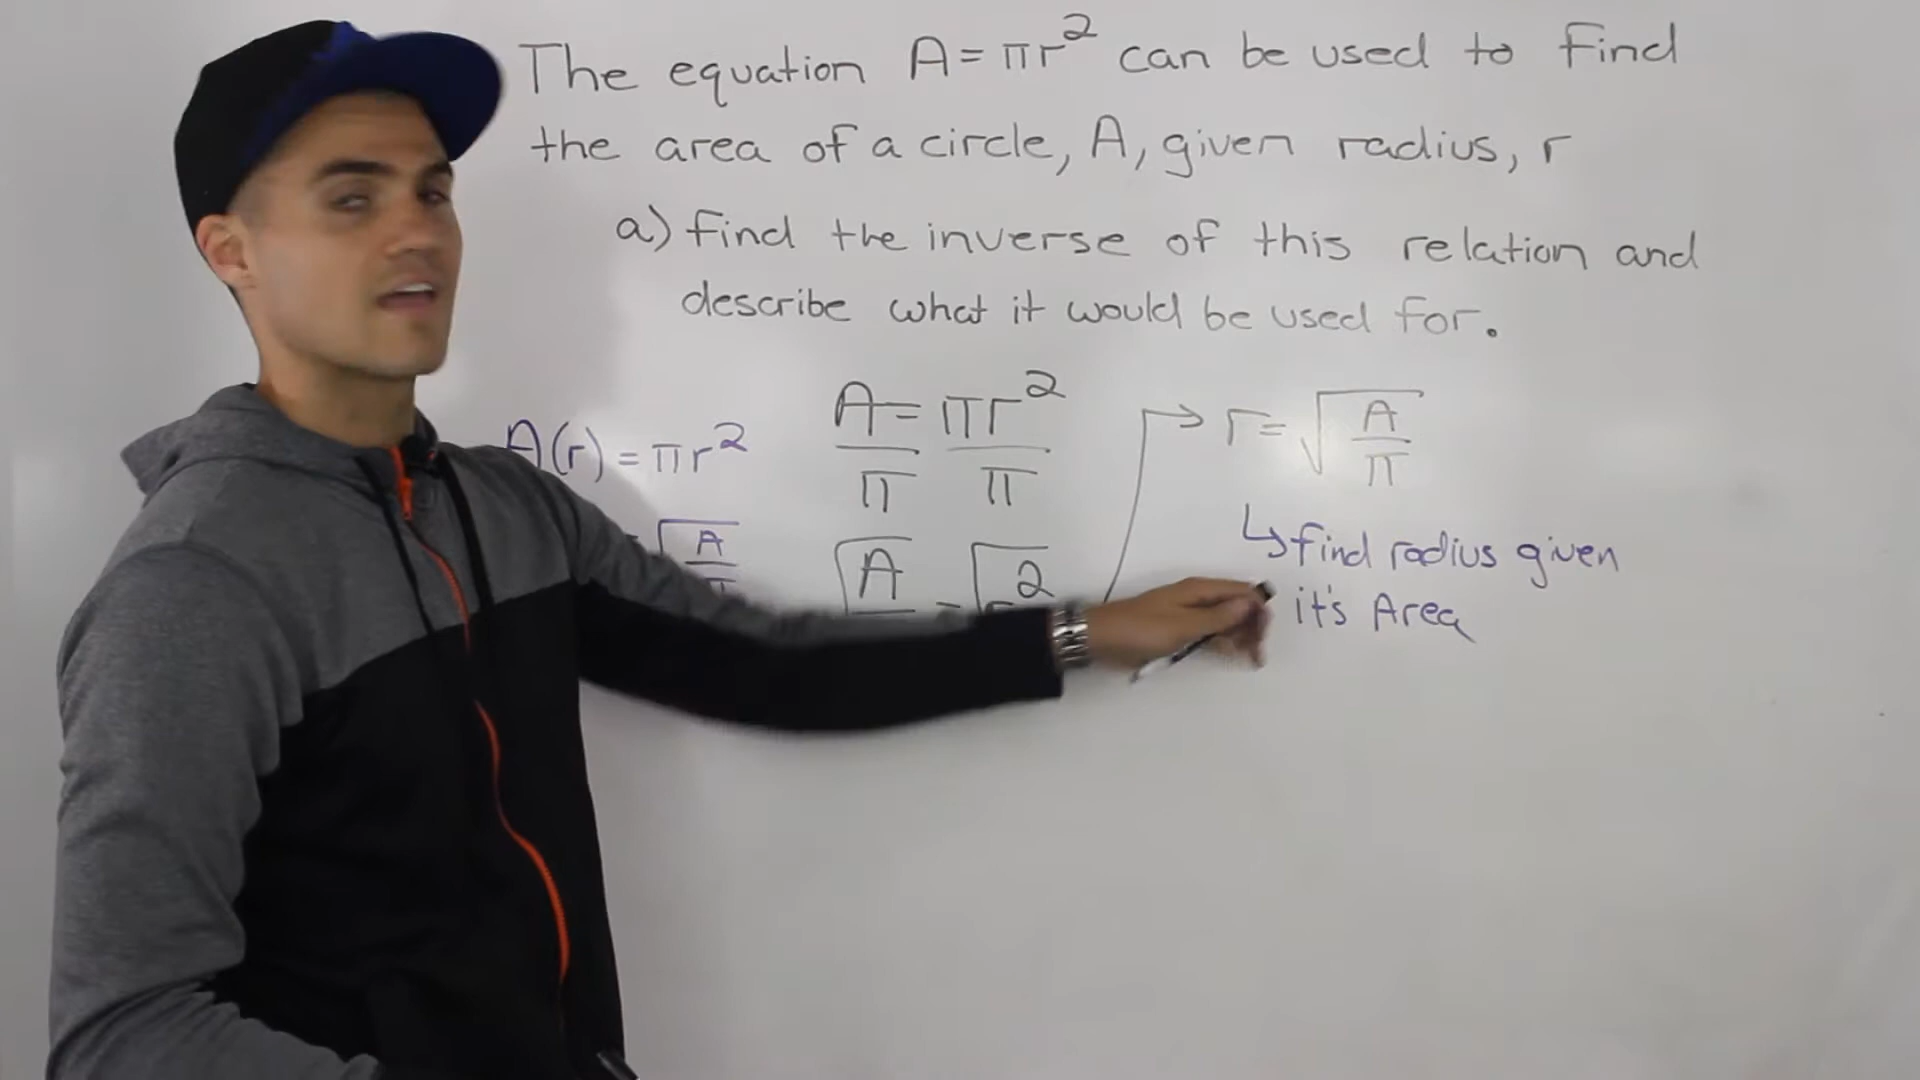 The equation A = πr² can be used to find
the area of a circle, A, given radius, r
a) find the inverse of this relation and
describe what it would be used for.
A(r) = πr²
√A/π
A = πr²
π π
√A = √r²
r = √A/π
↳ find radius given
it's Area